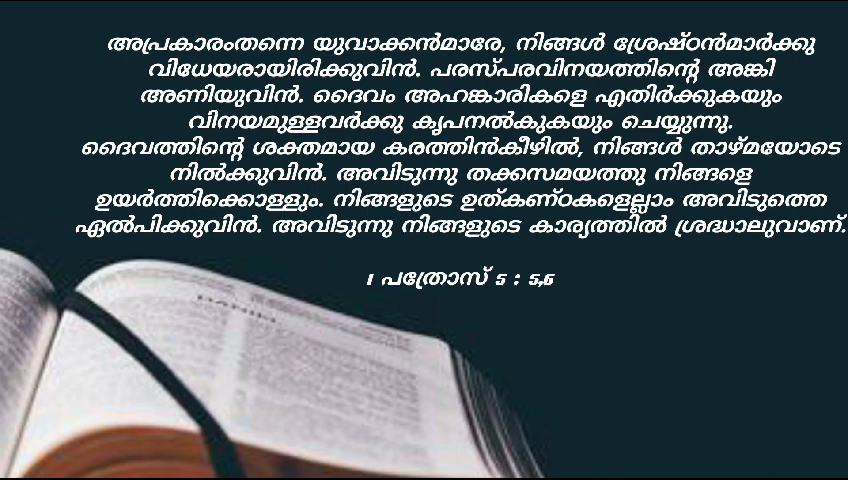 അപ്രകാരംതന്നെ യുവാക്കൻമാരേ, നിങ്ങൾ ശ്രേഷ്ഠൻമാർക്കു
വിധേയരായിരിക്കുവിൻ. പരസ്പരവിനയത്തിന്റെ അങ്കി
അണിയുവിൻ. ദൈവം അഹങ്കാരികളെ എതിർക്കുകയും
വിനയമുള്ളവർക്കു കൃപനൽകുകയും ചെയ്യുന്നു.
ദൈവത്തിന്റെ ശക്തമായ കരത്തിൻകീഴിൽ, നിങ്ങൾ താഴ്മയോടെ
നിൽക്കുവിൻ. അവിടുന്നു തക്കസമയത്തു നിങ്ങളെ
ഉയർത്തിക്കൊള്ളും. നിങ്ങളുടെ ഉത്കണ്ഠകളെല്ലാം അവിടുത്തെ
ഏൽപിക്കുവിൻ. അവിടുന്നു നിങ്ങളുടെ കാര്യത്തിൽ ശ്രദ്ധാലുവാണ്.
1 പത്രോസ് 5 : 5,6
DANIEL